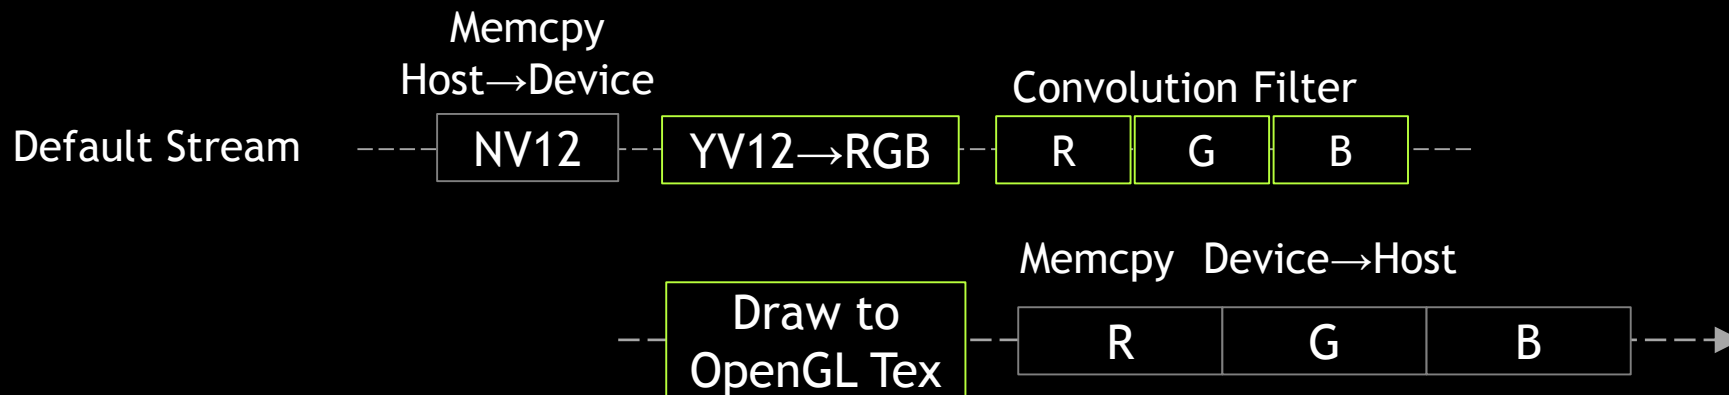 Memcpy
Host→Device
Convolution Filter
Default Stream
NV12
YV12→RGB
R
G
B
Memcpy Device→Host
Draw to
OpenGL Tex
R
G
B